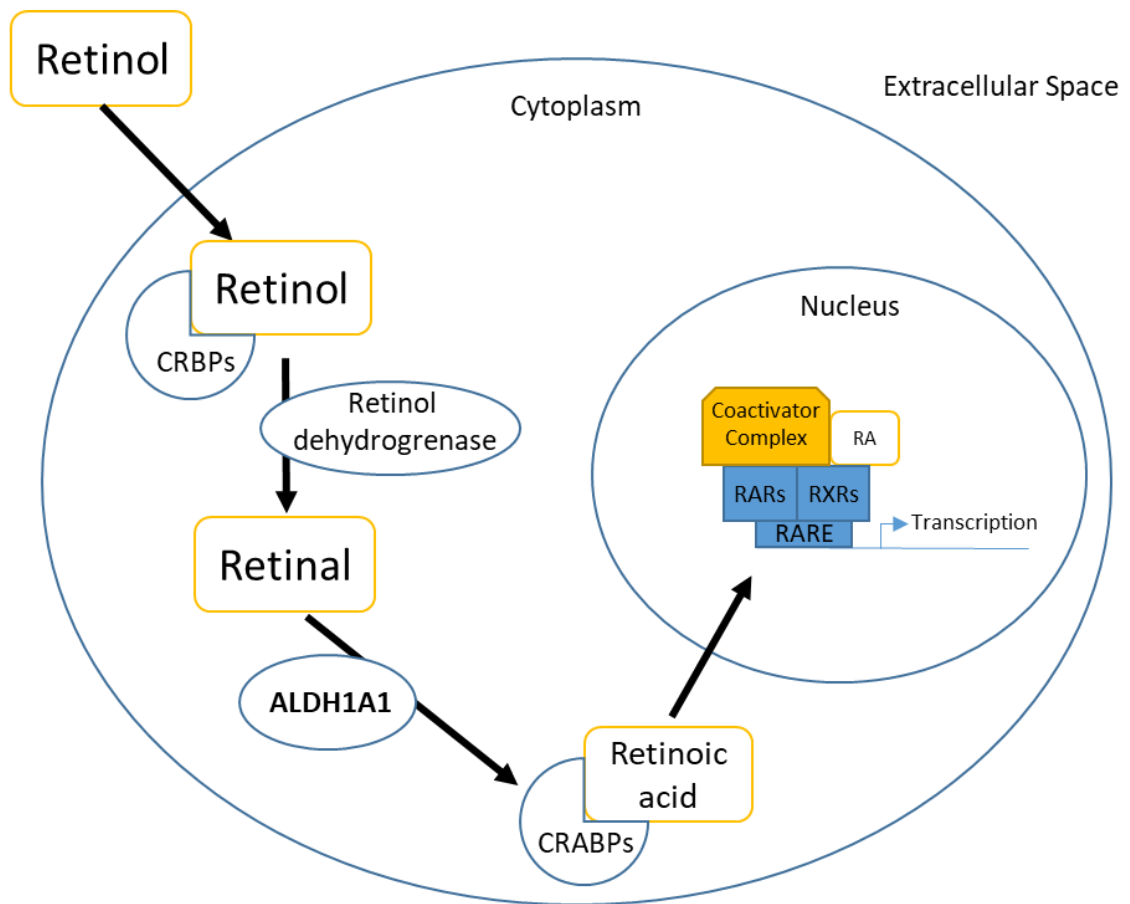 Retinol
Extracellular Space
Cytoplasm
Retinol
CRBPs
Retinol
dehydrogrenase
Retinal
ALDH1A1
Retinoic
acid
CRABPs
Nucleus
Coactivator
Complex
RA
RARs
RXRs
RARE
Transcription